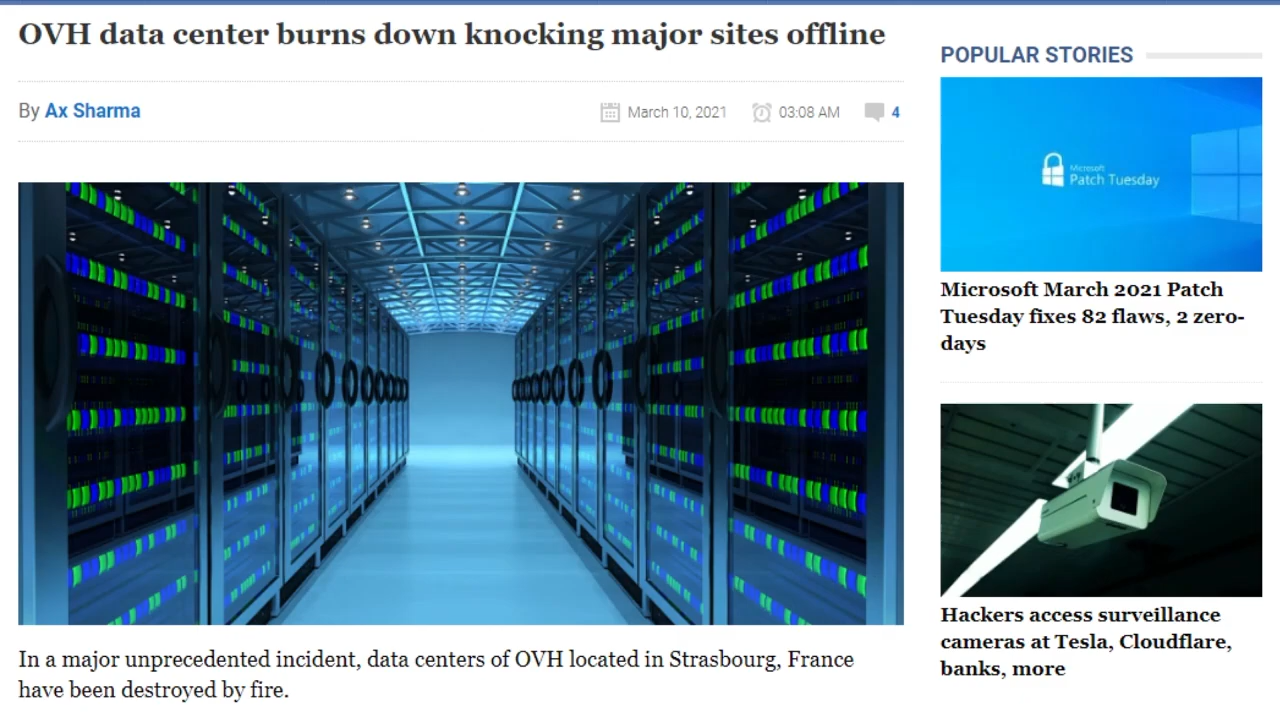 OVH data center burns down knocking major sites offline
By Ax Sharma
March 10, 2021
03:08 AM
4
In a major unprecedented incident, data centers of OVH located in Strasbourg, France
have been destroyed by fire.
POPULAR STORIES
Microsoft
Patch Tuesday
Microsoft March 2021 Patch
Tuesday fixes 82 flaws, 2 zero-
days
Hackers access surveillance
cameras at Tesla, Cloudflare,
banks, more